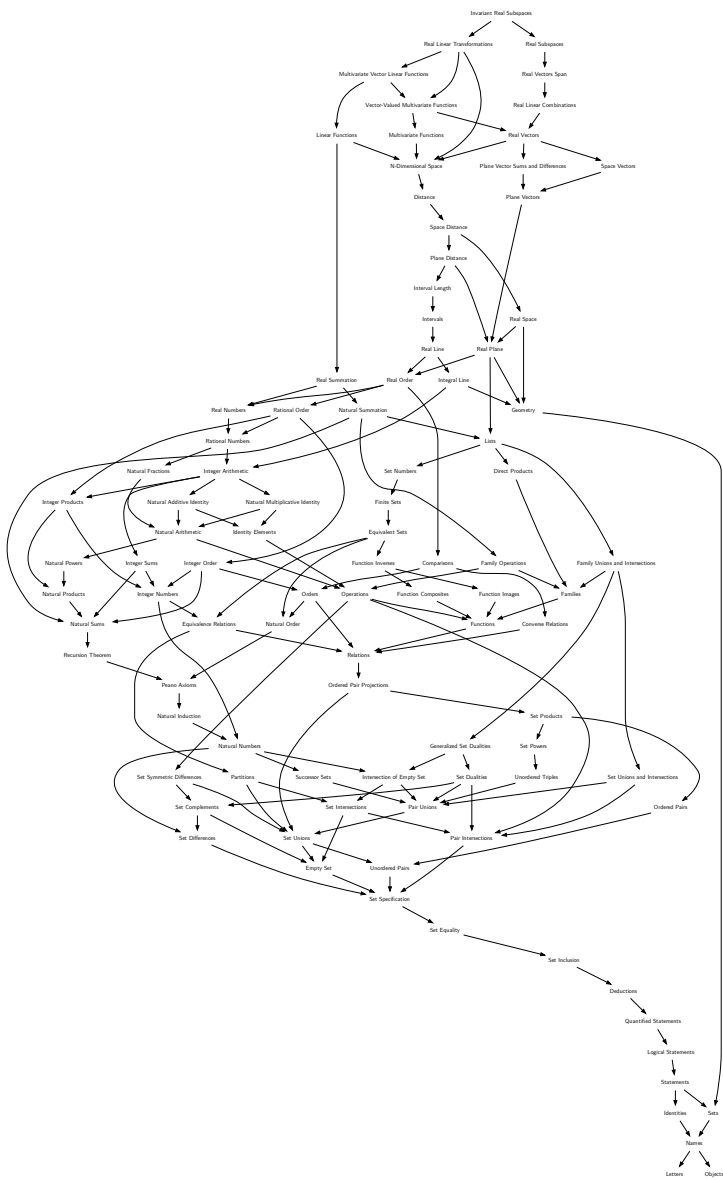 Invariant Real Subspaces
Real Linear Transformations Real Subspaces
Multivariate Vector Linear Functions Real Vectors Span
Vector-Valued Multivariate Functions Real Linear Combinations
Linear Functions Multivariate Functions Real Vectors
N-Dimensional Space Plane Vector Sums and Differences Space Vectors
Distance Plane Vectors
Space Distance
Plane Distance
Interval Length
Intervals Real Space
Real Line Real Plane
Real Summation Real Order Integral Line
Real Numbers Rational Order Natural Summation Geometry
Rational Numbers Lists
Natural Fractions Integer Arithmetic Set Numbers Direct Products
Integer Products Natural Additive Identity Natural Multiplicative Identity Finite Sets
Natural Arithmetic Identity Elements Equivalent Sets
Natural Powers Integer Sums Integer Order Function Inverses Comparisons Family Operations Family Unions and Intersections
Natural Products Integer Numbers Orders Operations Function Composites Function Images Families
Natural Sums Equivalence Relations Natural Order Functions Converse Relations
Recursion Theorem Relations
Peano Axioms Ordered Pair Projections
Natural Induction Set Products
Natural Numbers Generalized Set Dualities Set Powers
Set Symmetric Differences Partitions Successor Sets Intersection of Empty Set Set Dualities Unordered Triples Set Unions and Intersections
Set Complements Set Intersections Pair Unions Ordered Pairs
Set Differences Set Unions Pair Intersections
Empty Set Unordered Pairs
Set Specification
Set Equality
Set Inclusion
Deductions
Quantified Statements
Logical Statements
Statements
Identities Sets
Names
Letters Objects